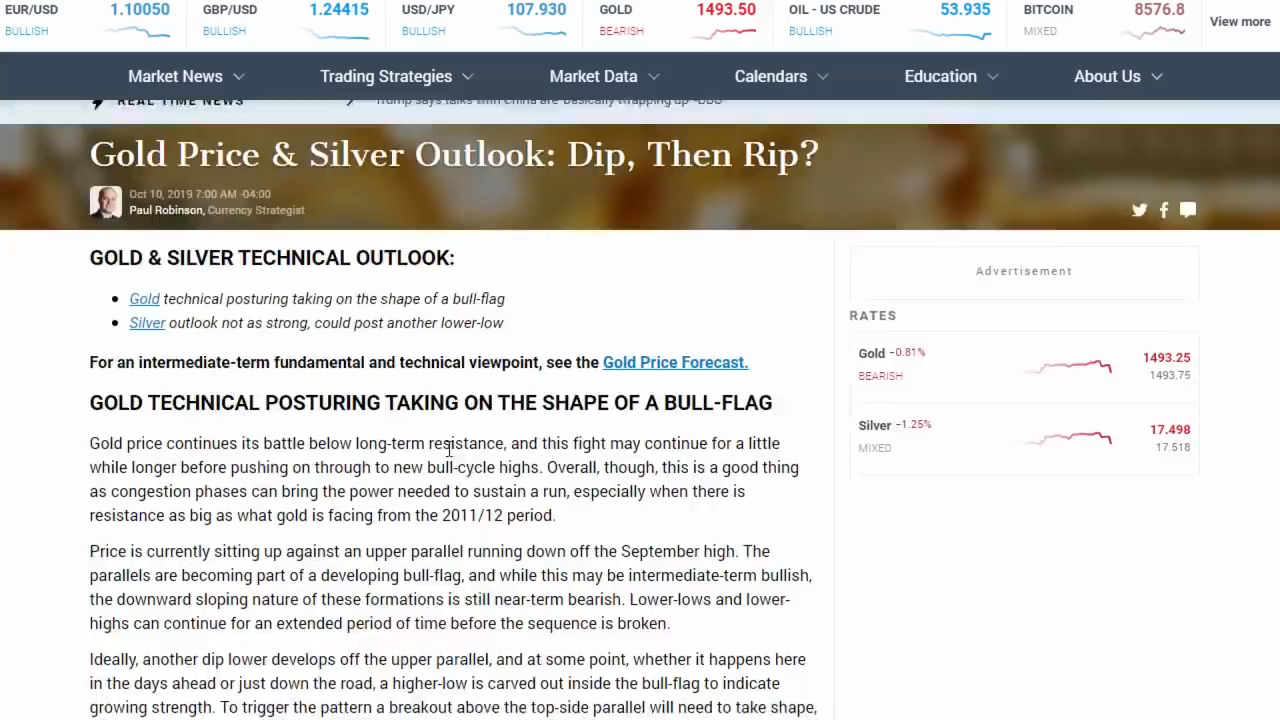 EUR/USD 1.10050 GBP/USD 1.24415 USD/JPY 107.930 GOLD 1493.50 OIL - US CRUDE 53.935 BITCOIN 8576.8
BULLISH BULLISH BULLISH BEARISH BULLISH MIXED View more
Market News Trading Strategies Market Data Calendars Education About Us
REAL TIME NEWS Trump says talks with China are 'basically wrapping up' -BBG
Gold Price & Silver Outlook: Dip, Then Rip?
Oct 10, 2019 7:00 AM -04:00
Paul Robinson, Currency Strategist
GOLD & SILVER TECHNICAL OUTLOOK:
Gold technical posturing taking on the shape of a bull-flag
Silver outlook not as strong, could post another lower-low
For an intermediate-term fundamental and technical viewpoint, see the Gold Price Forecast.
GOLD TECHNICAL POSTURING TAKING ON THE SHAPE OF A BULL-FLAG
Gold price continues its battle below long-term resistance, and this fight may continue for a little
while longer before pushing on through to new bull-cycle highs. Overall, though, this is a good thing
as congestion phases can bring the power needed to sustain a run, especially when there is
resistance as big as what gold is facing from the 2011/12 period.
Price is currently sitting up against an upper parallel running down off the September high. The
parallels are becoming part of a developing bull-flag, and while this may be intermediate-term bullish,
the downward sloping nature of these formations is still near-term bearish. Lower-lows and lower-
highs can continue for an extended period of time before the sequence is broken.
Ideally, another dip lower develops off the upper parallel, and at some point, whether it happens here
in the days ahead or just down the road, a higher-low is carved out inside the bull-flag to indicate
growing strength. To trigger the pattern a breakout above the top-side parallel will need to take shape,
Advertisement
RATES
Gold -0.81% 1493.25
BEARISH 1493.75
Silver -1.25% 17.498
MIXED 17.518